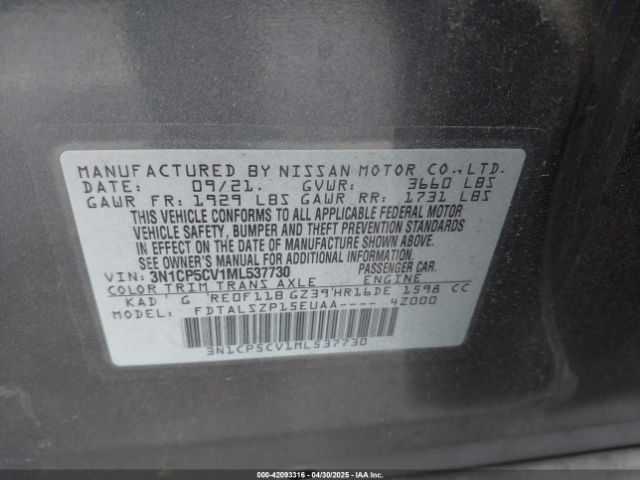 MANUFACTURED BY NISSAN MOTOR CO.,LTD.
DATE: 09/21. GVWR: 3660 LBS
GAWR FR: 1929 LBS GAWR RR: 1731 LBS
THIS VEHICLE CONFORMS TO ALL APPLICABLE FEDERAL MOTOR
VEHICLE SAFETY, BUMPER AND THEFT PREVENTION STANDARDS
IN EFFECT ON THE DATE OF MANUFACTURE SHOWN ABOVE.
SEE OWNER'S MANUAL FOR ADDITIONAL INFORMATION.
VIN: 3N1CP5CV1ML537730 PASSENGER CAR.
COLOR TRIM TRANS AXLE ENGINE
KAD G RE0F11B GZ39 HR16DE 1598 CC
MODEL: FDTALSZP15EUAA---- 4Z000
3N1CP5CV1ML537730
000-42093316 | 04/30/2025 | IAAI.com